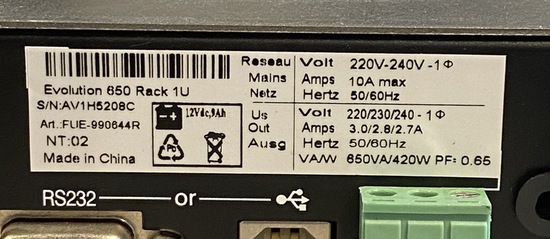 Evolution 650 Rack 1U
S/N:AV1H5208C
Art.:FUE-990644R
NT:02
Made in China
12Vdc,9Ah
Pb
Reseau Volt 220V-240V-1Φ
Mains Amps 10A max
Netz Hertz 50/60Hz
Us Volt 220/230/240-1Φ
Out Amps 3.0/2.8/2.7A
Ausg Hertz 50/60Hz
VA/W 650VA/420W PF: 0.65
RS232 or